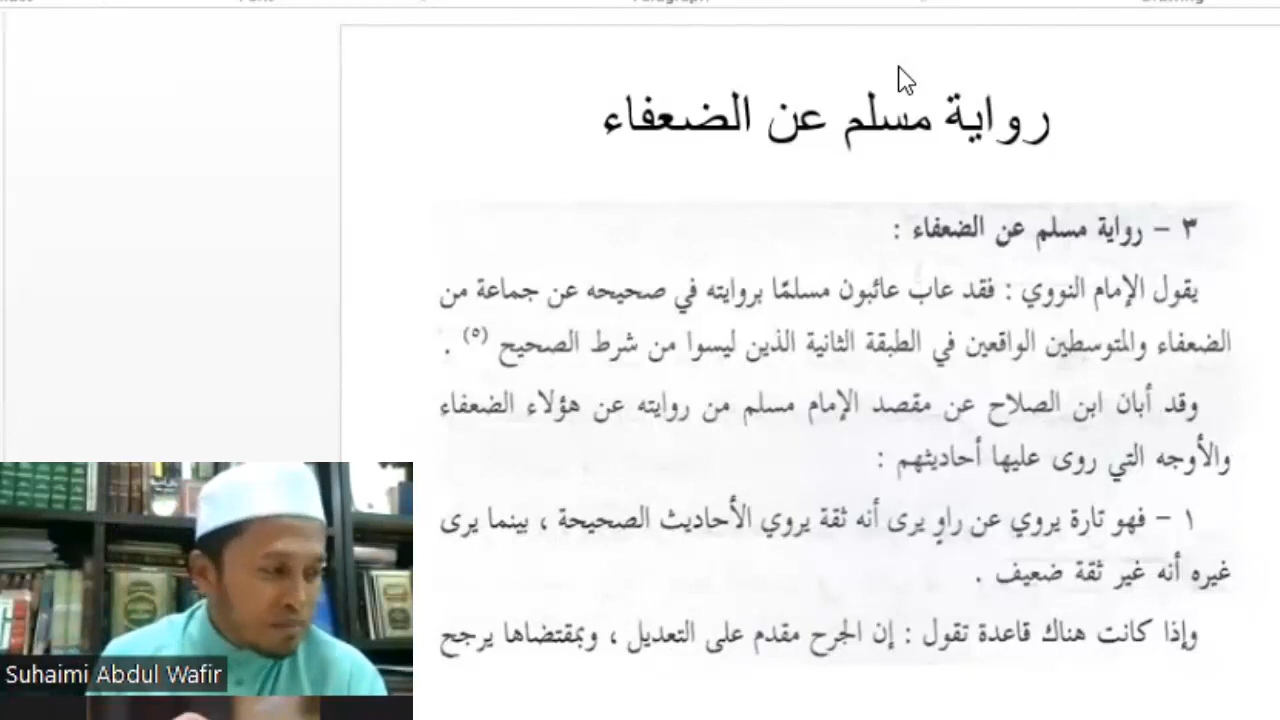 رواية مسلم عن الضعفاء
٣ – رواية مسلم عن الضعفاء :
يقول الإمام النووي : فقد عاب عائبون مسلمًا بروايته في صحيحه عن جماعة من
الضعفاء والمتوسطين الواقعين في الطبقة الثانية الذين ليسوا من شرط الصحيح (٥) .
وقد أبان ابن الصلاح عن مقصد الإمام مسلم من روايته عن هؤلاء الضعفاء
والأوجه التي روى عليها أحاديثهم :
١ – فهو تارة يروي عن راوٍ يرى أنه ثقة يروي الأحاديث الصحيحة ، بينما يرى
غيره أنه غير ثقة ضعيف .
وإذا كانت هناك قاعدة تقول : إن الجرح مقدم على التعديل ، وبمقتضاها يرجح
Suhaimi Abdul Wafir